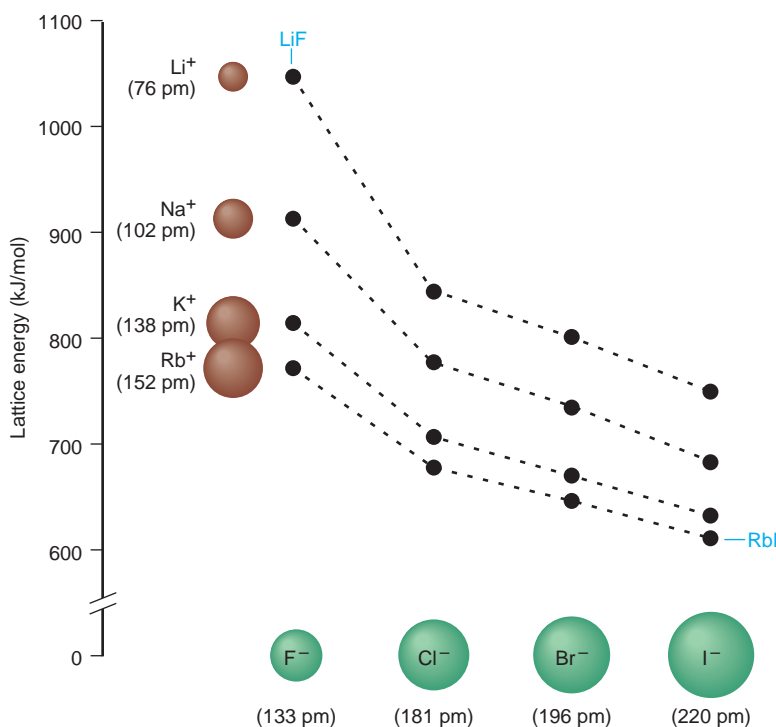 1100
LiF
Li+
(76 pm)
1000
Na+
(102 pm)
900
K+
(138 pm)
800
Rb+
(152 pm)
700
600
RbI
0
Lattice energy (kJ/mol)
F− Cl− Br− I−
(133 pm) (181 pm) (196 pm) (220 pm)